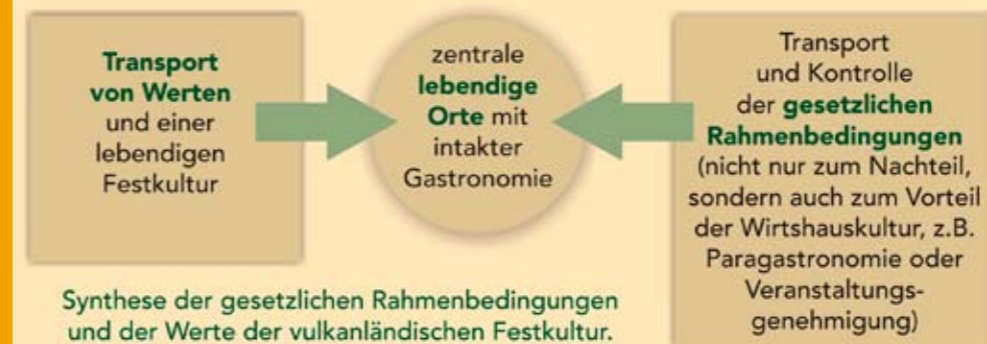 Transport
von Werten
und einer
lebendigen
Festkultur
zentrale
lebendige
Orte mit
intakter
Gastronomie
Transport
und Kontrolle
der gesetzlichen
Rahmenbedingungen
(nicht nur zum Nachteil,
sondern auch zum Vorteil
der Wirtshauskultur, z.B.
Paragastronomie oder
Veranstaltungs-
genehmigung)
Synthese der gesetzlichen Rahmenbedingungen
und der Werte der vulkanländischen Festkultur.